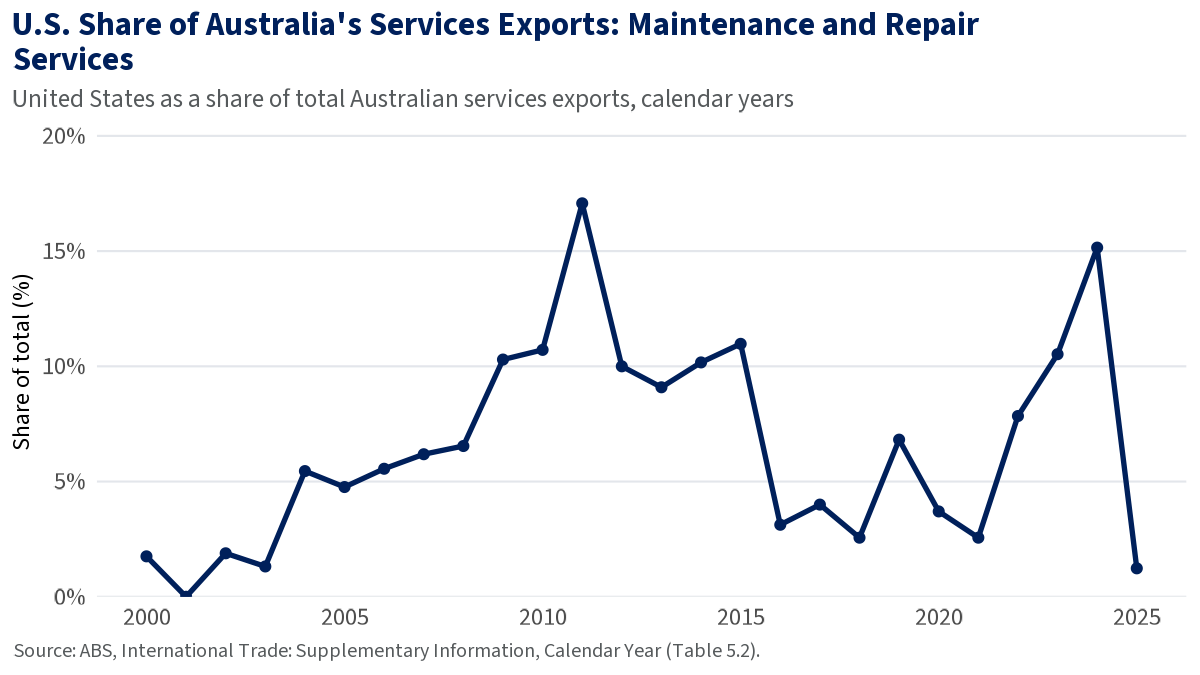 U.S. Share of Australia's Services Exports: Maintenance and Repair
Services
United States as a share of total Australian services exports, calendar years
Share of total (%)
20%
15%
10%
5%
0%
2000
2005
2010
2015
2020
2025
Source: ABS, International Trade: Supplementary Information, Calendar Year (Table 5.2).